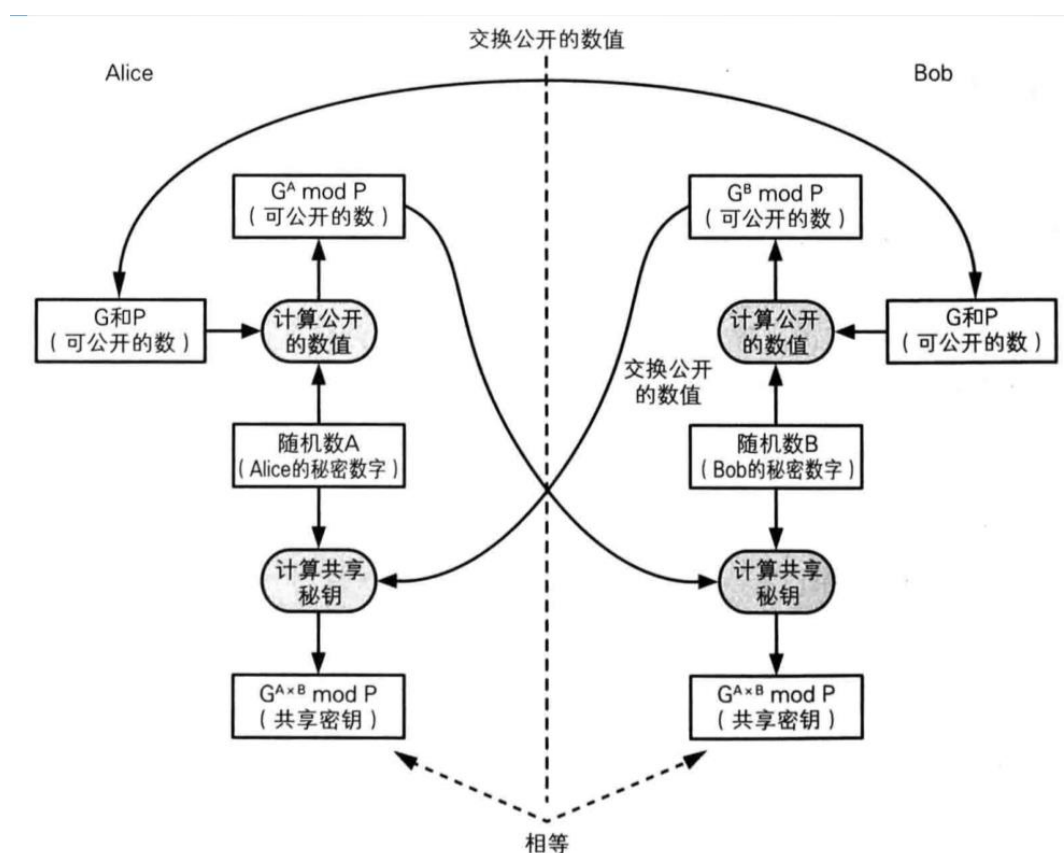 交换公开的数值
Alice
Bob
Gᴬ mod P
（可公开的数）
Gᴮ mod P
（可公开的数）
G和P
（可公开的数）
计算公开
的数值
计算公开
的数值
G和P
（可公开的数）
交换公开
的数值
随机数A
（Alice的秘密数字）
随机数B
（Bob的秘密数字）
计算共享
秘钥
计算共享
秘钥
Gᴬ×ᴮ mod P
（共享密钥）
Gᴬ×ᴮ mod P
（共享密钥）
相等